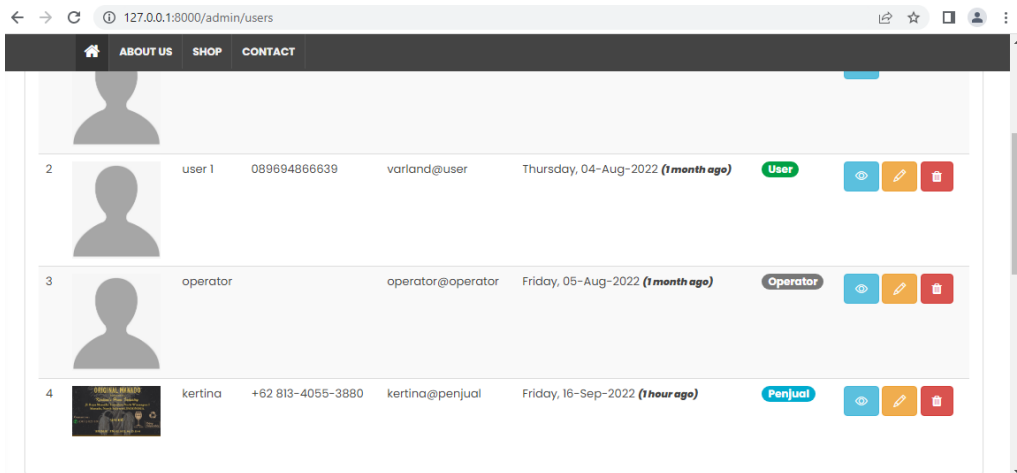 127.0.0.1:8000/admin/users
ABOUT US SHOP CONTACT
2 user 1 089694866639 varland@user Thursday, 04-Aug-2022 (1 month ago) User
3 operator operator@operator Friday, 05-Aug-2022 (1 month ago) Operator
ORIGINAL MANADO
4 kertina +62 813-4055-3880 kertina@penjual Friday, 16-Sep-2022 (1 hour ago) Penjual